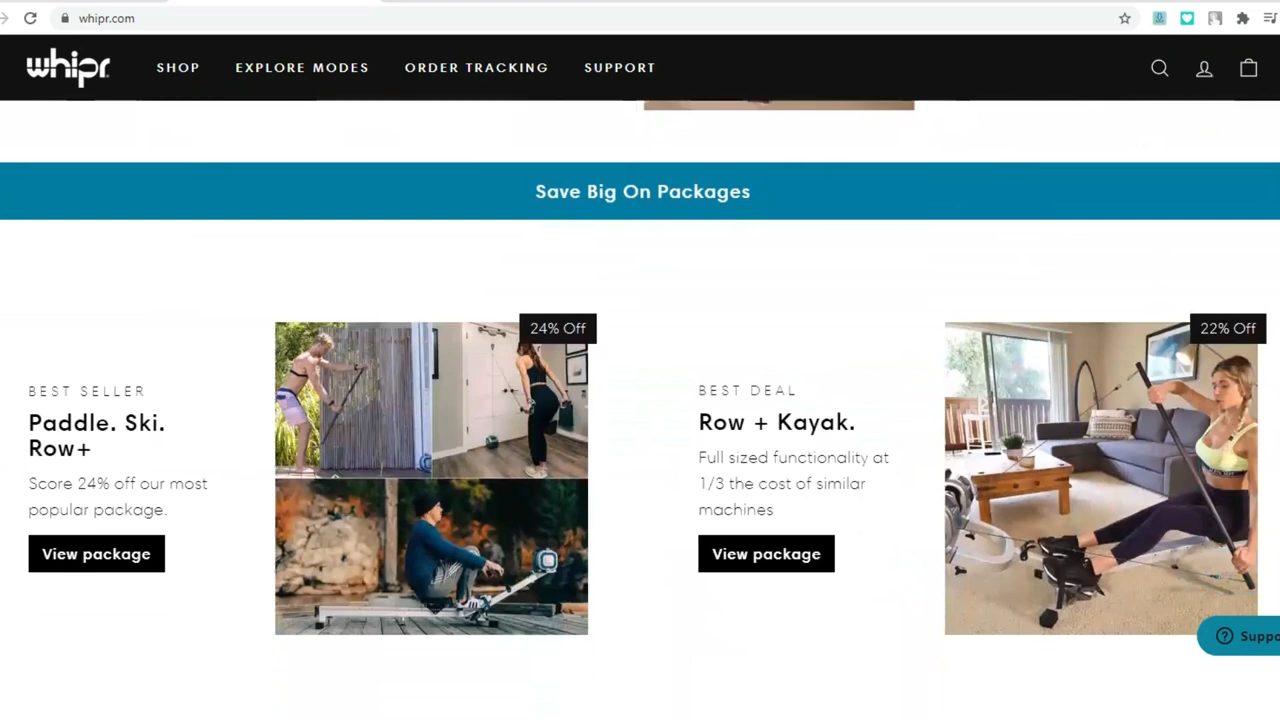 whipr.com
whipr
SHOP
EXPLORE MODES
ORDER TRACKING
SUPPORT
Save Big On Packages
24% Off
BEST SELLER
Paddle. Ski.
Row+
Score 24% off our most
popular package.
View package
22% Off
BEST DEAL
Row + Kayak.
Full sized functionality at
1/3 the cost of similar
machines
View package
Suppo